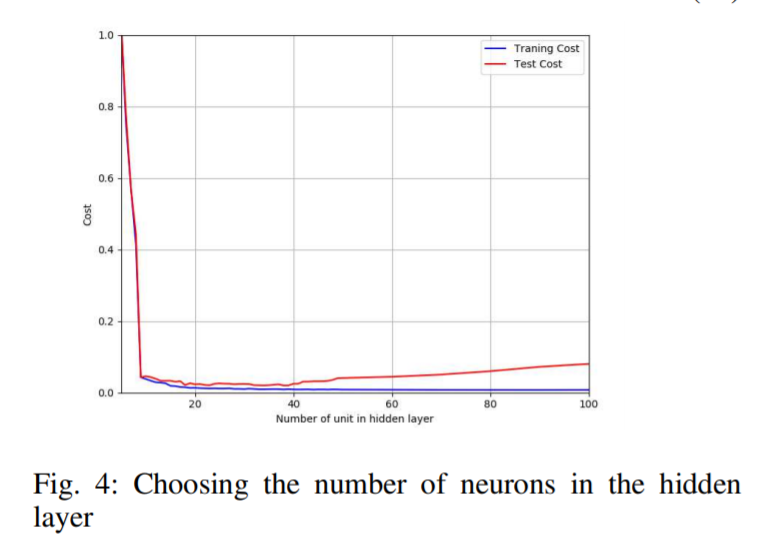 1.0
Traning Cost
Test Cost
0.8
0.6
Cost
0.4
0.2
0.0
20 40 60 80 100
Number of unit in hidden layer
Fig. 4: Choosing the number of neurons in the hidden
layer